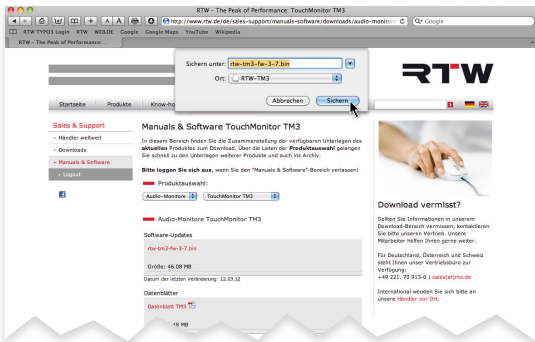 RTW – The Peak of Performance: TouchMonitor TM3
A A
http://www.rtw.de/de/sales-support/manuals-software/downloads/audio-monitore
Google
RTW TYPO3 Login RTW WEB.DE Google Google Maps YouTube Wikipedia
RTW – The Peak of Performance: ...
Sichern unter: rtw-tm3-fw-3-7.bin
Ort: RTW-TM3
Abbrechen Sichern
RTW
Startseite Produkte Know-ho
Sales & Support
Händler weltweit
Downloads
Manuals & Software
Logout
Manuals & Software TouchMonitor TM3
In diesem Bereich finden Sie die Zusammenstellung der verfügbaren Unterlagen des
aktuellen Produktes zum Download. Über die Listen der Produktauswahl gelangen
Sie schnell zu den Unterlagen weiterer Produkte und auch ins Archiv.
Bitte loggen Sie sich aus, wenn Sie den "Manuals & Software"-Bereich verlassen!
Produktauswahl:
Audio-Monitore TouchMonitor TM3
Audio-Monitore TouchMonitor TM3
Software-Updates
rtw-tm3-fw-3-7.bin
Größe: 46.08 MB
Datum der letzten Veränderung: 12.03.12
Datenblätter
Datenblatt TM3
.48 MB
Download vermisst?
Sollten Sie Informationen in unserem
Download-Bereich vermissen, kontaktieren
Sie bitte unseren Vertrieb. Unsere
Mitarbeiter helfen Ihnen gerne weiter.
Für Deutschland, Österreich und Schweiz
steht Ihnen unser Vertriebsbüro zur
Verfügung:
+49 221. 70 913-0 | sales(at)rtw.de
International wenden Sie sich bitte an
unsere Händler vor Ort.